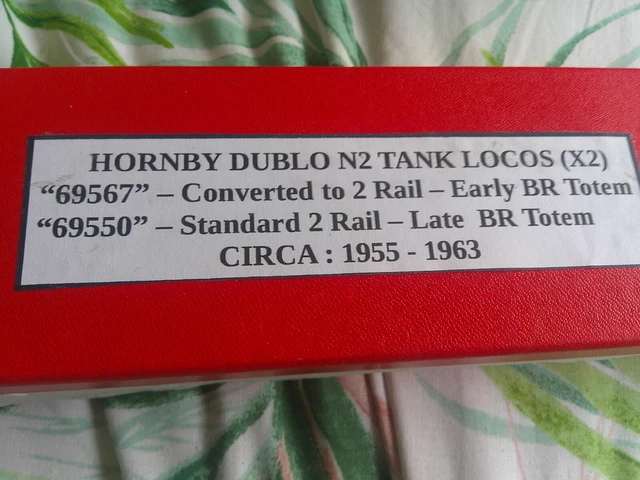 HORNBY DUBLO N2 TANK LOCOS (X2)
“69567” – Converted to 2 Rail – Early BR Totem
“69550” – Standard 2 Rail – Late BR Totem
CIRCA : 1955 - 1963